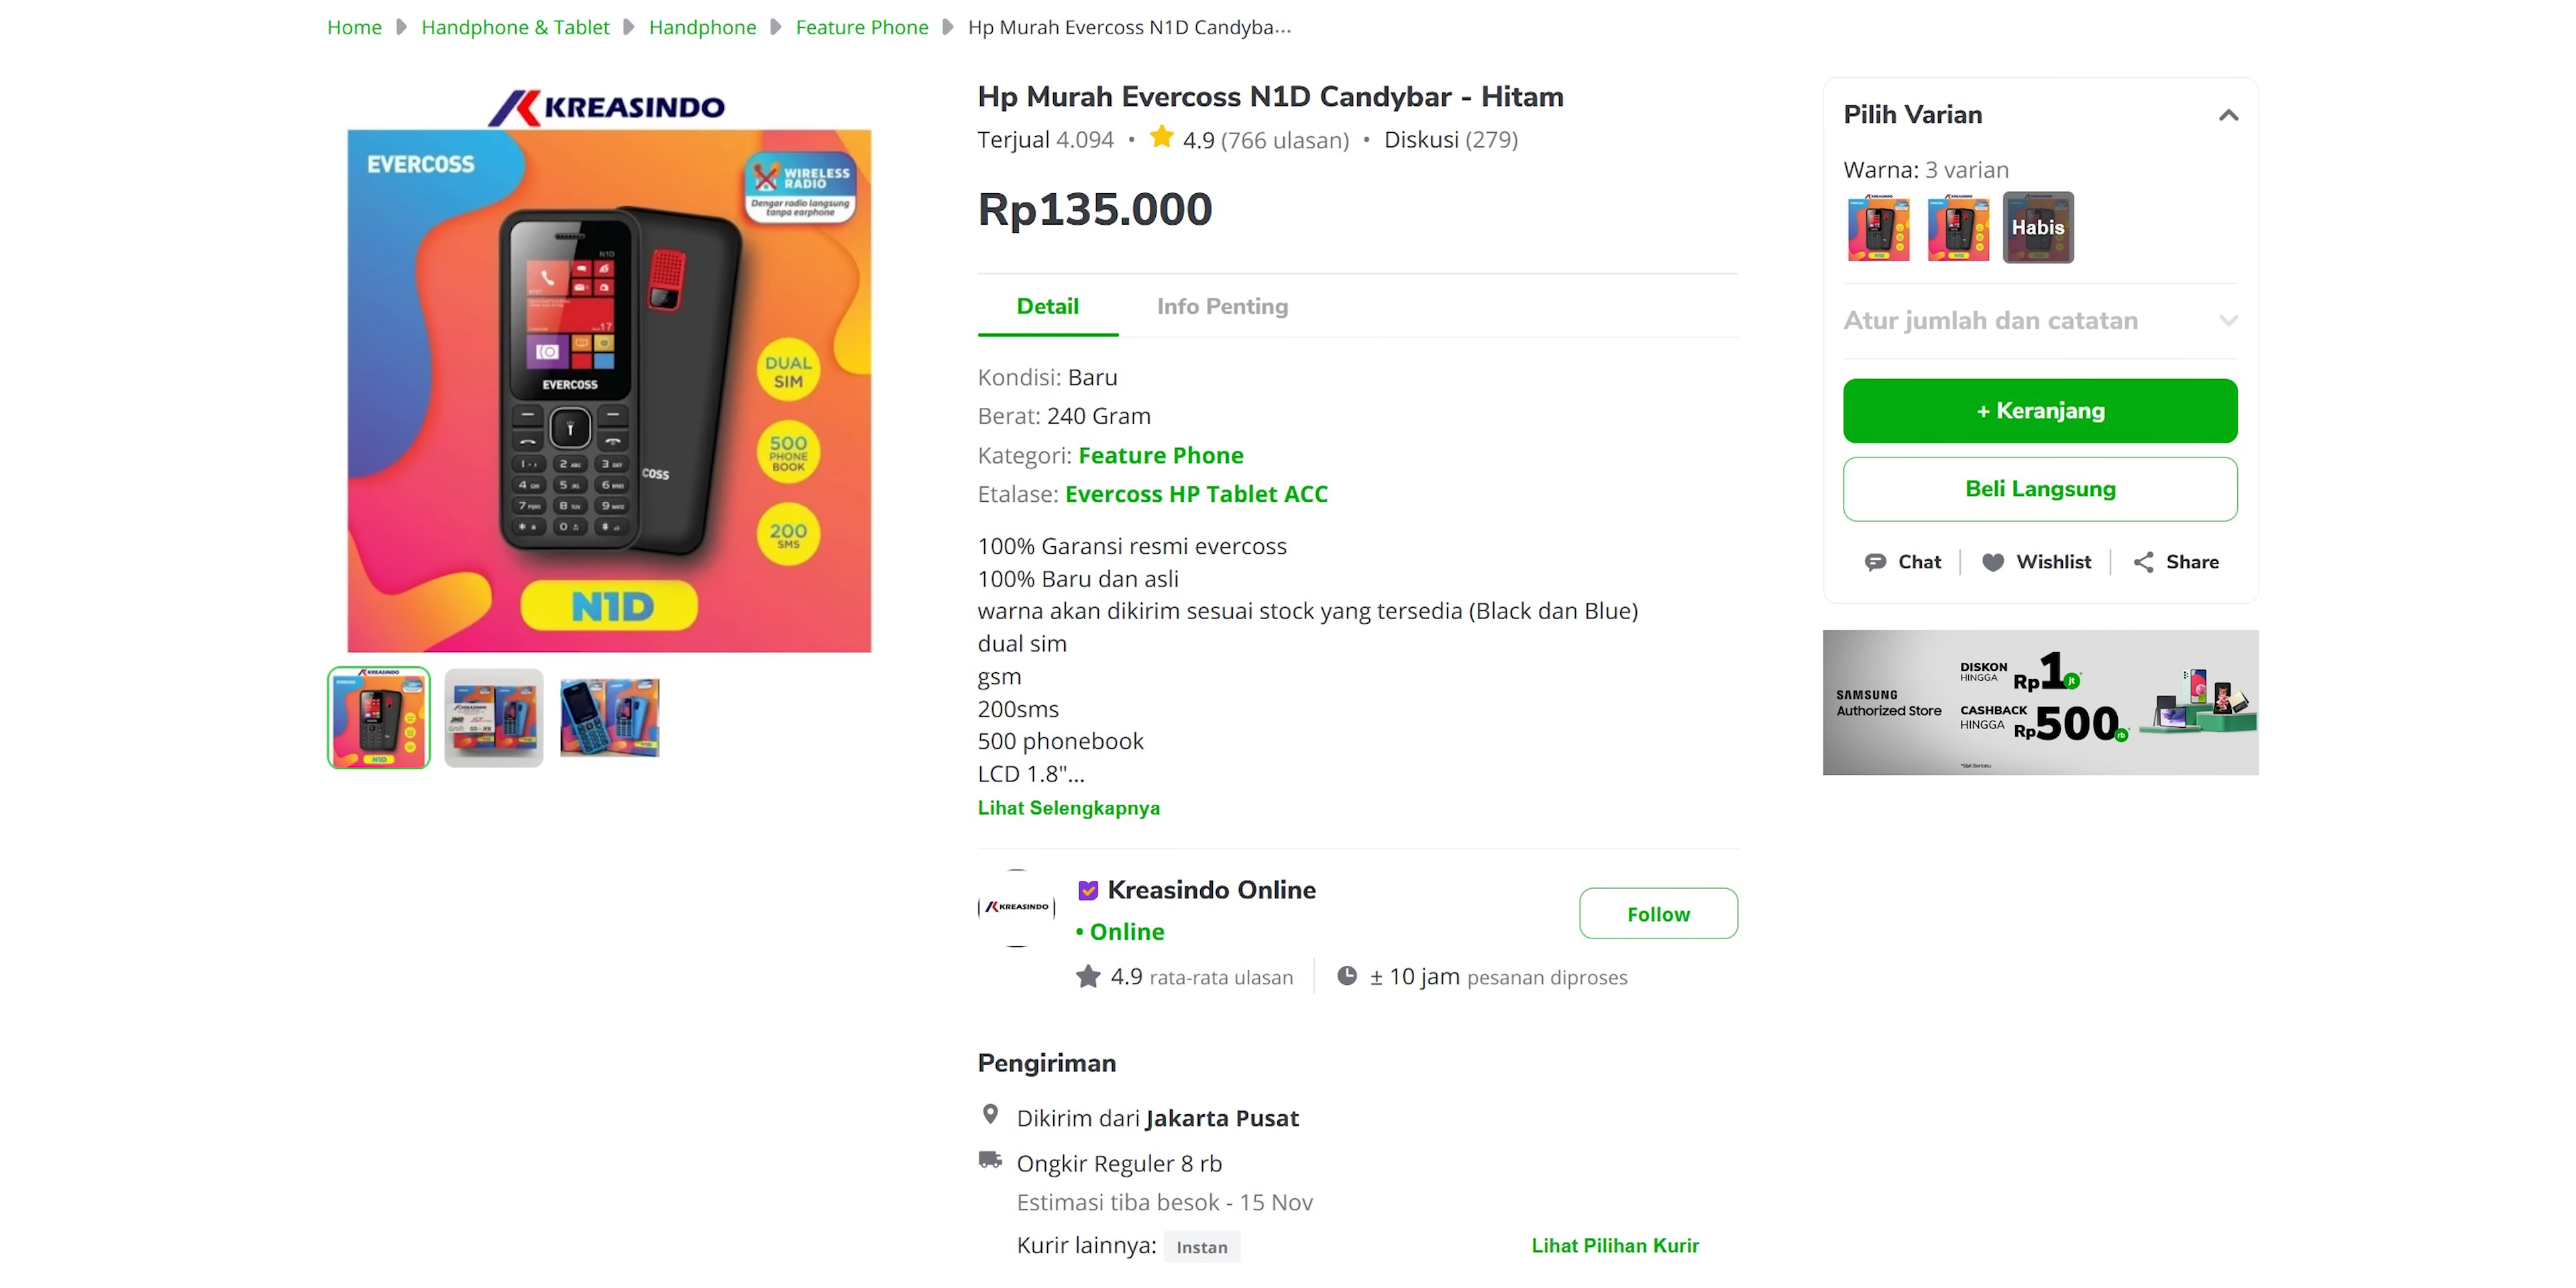 Home Handphone & Tablet Handphone Feature Phone Hp Murah Evercoss N1D Candyba...
KREASINDO
EVERCOSS
WIRELESS
RADIO
Dengar radio langsung
tanpa earphone
N1D
17
EVERCOSS
COSS
DUAL
SIM
500
PHONE
BOOK
200
SMS
N1D
Hp Murah Evercoss N1D Candybar - Hitam
Terjual 4.094 • 4.9 (766 ulasan) • Diskusi (279)
Rp135.000
Detail Info Penting
Kondisi: Baru
Berat: 240 Gram
Kategori: Feature Phone
Etalase: Evercoss HP Tablet ACC
100% Garansi resmi evercoss
100% Baru dan asli
warna akan dikirim sesuai stock yang tersedia (Black dan Blue)
dual sim
gsm
200sms
500 phonebook
LCD 1.8"...
Lihat Selengkapnya
KREASINDO
Kreasindo Online
• Online
Follow
4.9 rata-rata ulasan ± 10 jam pesanan diproses
Pengiriman
Dikirim dari Jakarta Pusat
Ongkir Reguler 8 rb
Estimasi tiba besok - 15 Nov
Kurir lainnya: Instan
Lihat Pilihan Kurir
Pilih Varian
Warna: 3 varian
Habis
Atur jumlah dan catatan
+ Keranjang
Beli Langsung
Chat Wishlist Share
SAMSUNG
Authorized Store
DISKON
HINGGA
Rp1jt
CASHBACK
HINGGA
Rp500rb